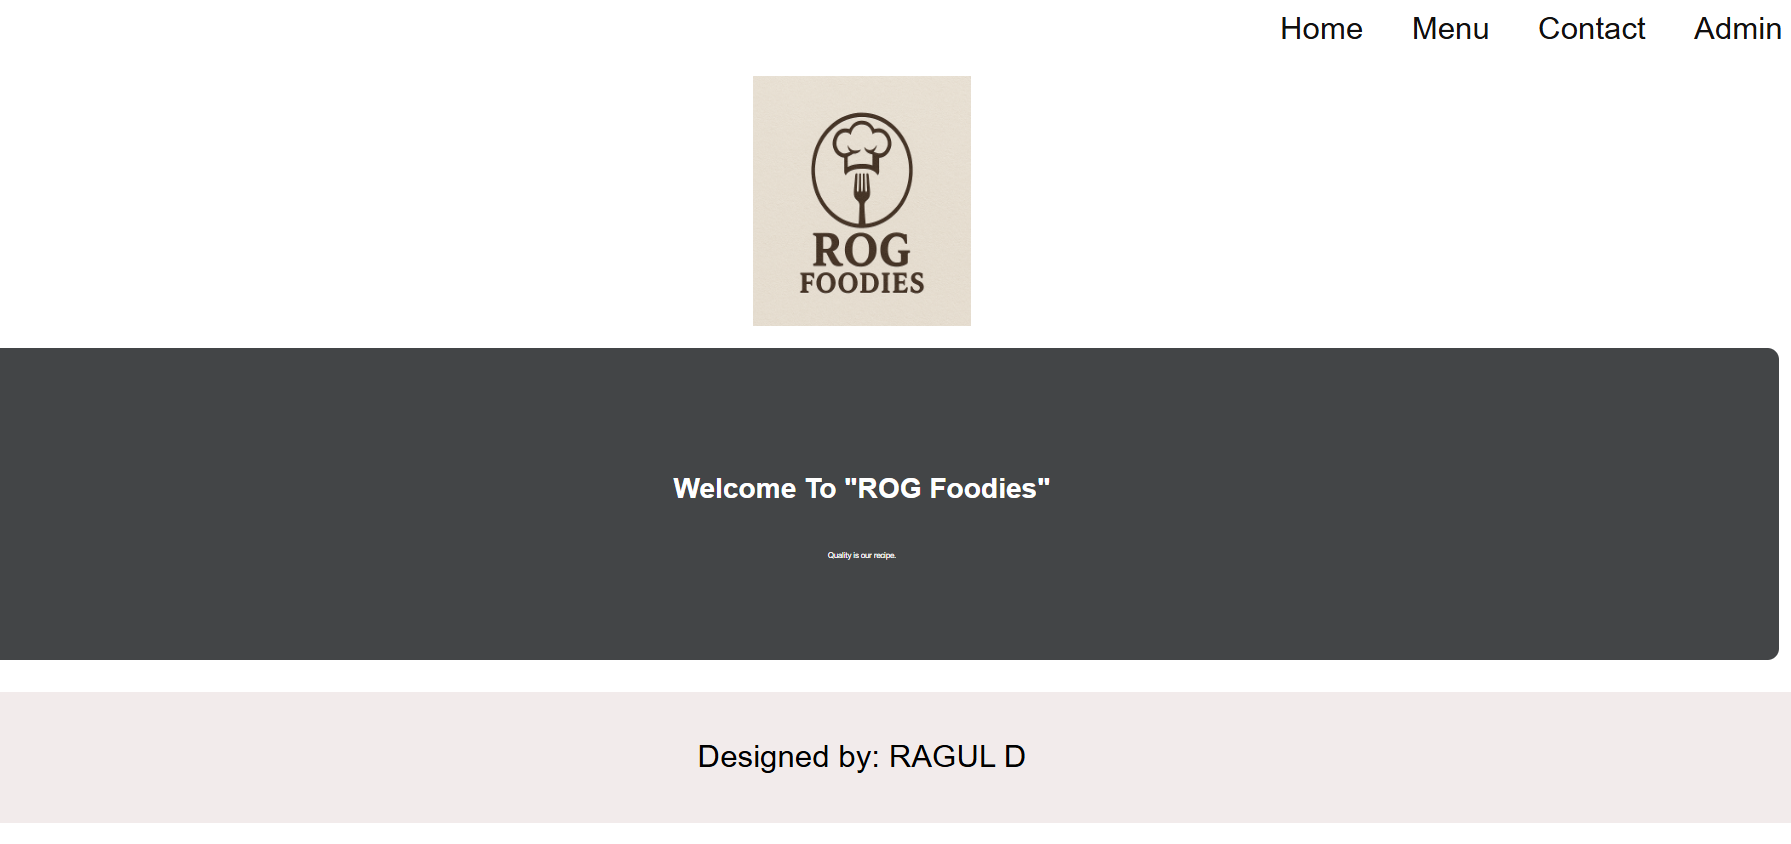 Home Menu Contact Admin
ROG
FOODIES
Welcome To "ROG Foodies"
Quality is our recipe.
Designed by: RAGUL D